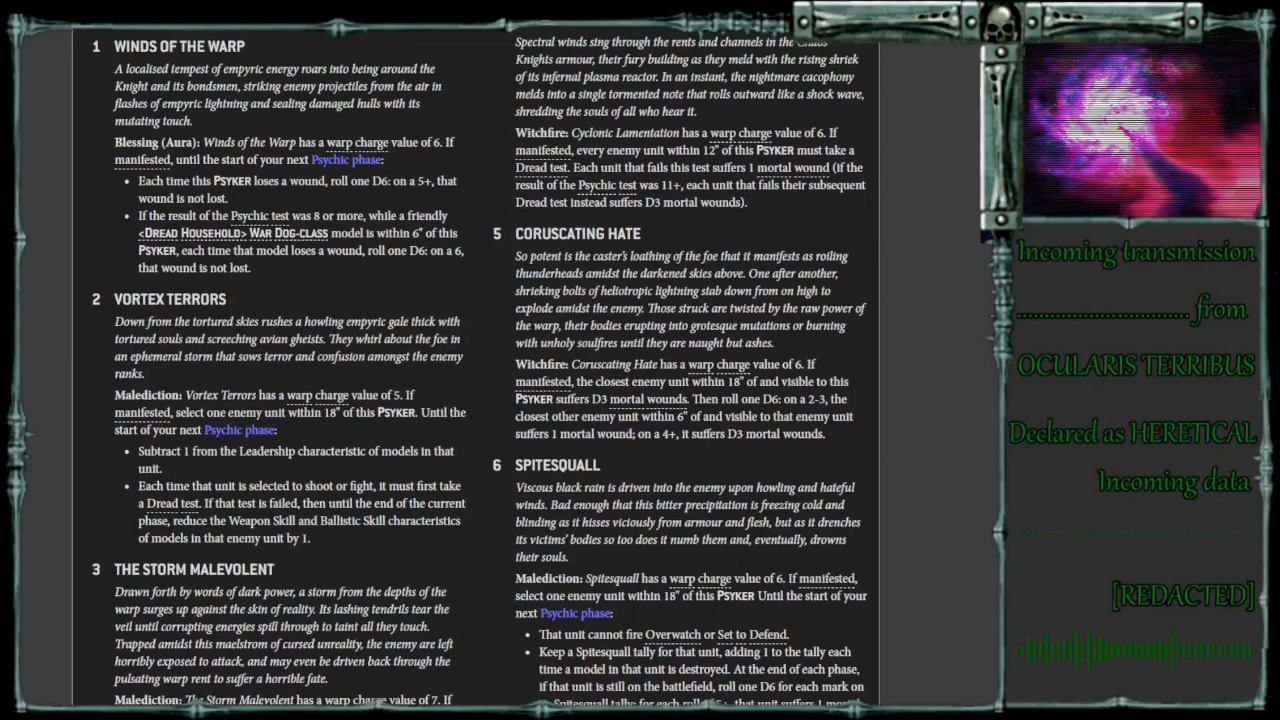 1 WINDS OF THE WARP
A localised tempest of empyric energy roars into being around the
Knight and its bondsmen, striking enemy projectiles from the air in
flashes of empyric lightning and sealing damaged hulls with its
mutating touch.
Blessing (Aura): Winds of the Warp has a warp charge value of 6. If
manifested, until the start of your next Psychic phase:
• Each time this PSYKER loses a wound, roll one D6: on a 5+, that
wound is not lost.
• If the result of the Psychic test was 8 or more, while a friendly
<DREAD HOUSEHOLD> WAR DOG-CLASS model is within 6" of this
PSYKER, each time that model loses a wound, roll one D6: on a 6,
that wound is not lost.
2 VORTEX TERRORS
Down from the tortured skies rushes a howling empyric gale thick with
tortured souls and screeching avian gheists. They whirl about the foe in
an ephemeral storm that sows terror and confusion amongst the enemy
ranks.
Malediction: Vortex Terrors has a warp charge value of 5. If
manifested, select one enemy unit within 18" of this PSYKER. Until the
start of your next Psychic phase:
• Subtract 1 from the Leadership characteristic of models in that
unit.
• Each time that unit is selected to shoot or fight, it must first take
a Dread test. If that test is failed, then until the end of the current
phase, reduce the Weapon Skill and Ballistic Skill characteristics
of models in that enemy unit by 1.
3 THE STORM MALEVOLENT
Drawn forth by words of dark power, a storm from the depths of the
warp surges up against the skin of reality. Its lashing tendrils tear the
veil until corrupting energies spill through to taint all they touch.
Trapped amidst this maelstrom of cursed unreality, the enemy are left
horribly exposed to attack, and may even be driven back through the
pulsating warp rent to suffer a horrible fate.
Malediction: The Storm Malevolent has a warp charge value of 7. If
Spectral winds sing through the rents and channels in the Chaos
Knights armour, their fury building as they meld with the rising shriek
of its infernal plasma reactor. In an instant, the nightmare cacophony
melds into a single tormented note that rolls outward like a shock wave,
shredding the souls of all who hear it.
Witchfire: Cyclonic Lamentation has a warp charge value of 6. If
manifested, every enemy unit within 12" of this PSYKER must take a
Dread test. Each unit that fails this test suffers 1 mortal wound (if the
result of the Psychic test was 11+, each unit that fails their subsequent
Dread test instead suffers D3 mortal wounds).
5 CORUSCATING HATE
So potent is the caster's loathing of the foe that it manifests as roiling
thunderheads amidst the darkened skies above. One after another,
shrieking bolts of heliotropic lightning stab down from on high to
explode amidst the enemy. Those struck are twisted by the raw power of
the warp, their bodies erupting into grotesque mutations or burning
with unholy soulfires until they are naught but ashes.
Witchfire: Coruscating Hate has a warp charge value of 6. If
manifested, the closest enemy unit within 18" of and visible to this
PSYKER suffers D3 mortal wounds. Then roll one D6: on a 2-3, the
closest other enemy unit within 6" of and visible to that enemy unit
suffers 1 mortal wound; on a 4+, it suffers D3 mortal wounds.
6 SPITESQUALL
Viscous black rain is driven into the enemy upon howling and hateful
winds. Bad enough that this bitter precipitation is freezing cold and
blinding as it hisses viciously from armour and flesh, but as it drenches
its victims' bodies so too does it numb them and, eventually, drowns
their souls.
Malediction: Spitesquall has a warp charge value of 6. If manifested,
select one enemy unit within 18" of this PSYKER Until the start of your
next Psychic phase:
• That unit cannot fire Overwatch or Set to Defend.
• Keep a Spitesquall tally for that unit, adding 1 to the tally each
time a model in that unit is destroyed. At the end of each phase,
if that unit is still on the battlefield, roll one D6 for each mark on
Spitesquall tally: for each roll that unit suffers 1
Incoming transmission
.............................. from
OCULARIS TERRIBUS
Declared as HERETICAL
Incoming data
[REDACTED]